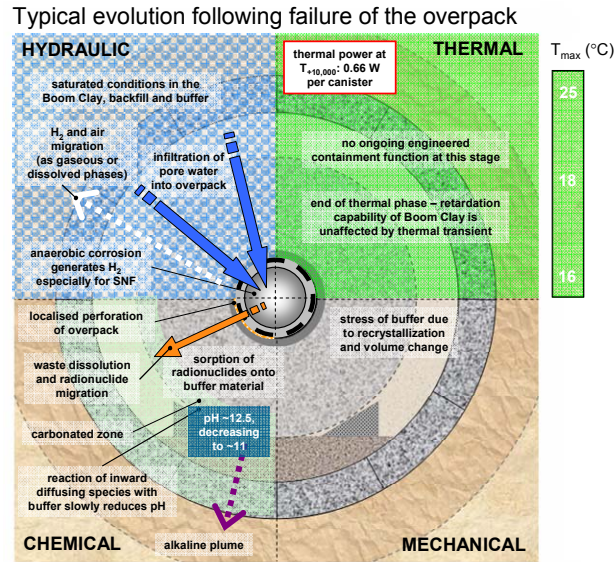 Typical evolution following failure of the overpack
HYDRAULIC
THERMAL
thermal power at
T+10,000: 0.66 W
per canister
Tmax (°C)
25
18
16
saturated conditions in the
Boom Clay, backfill and buffer
H2 and air
migration
(as gaseous or
dissolved phases)
infiltration of
pore water
into overpack
no ongoing engineered
containment function at this stage
end of thermal phase – retardation
capability of Boom Clay is
unaffected by thermal transient
anaerobic corrosion
generates H2
especially for SNF
localised perforation
of overpack
stress of buffer due
to recrystallization
and volume change
waste dissolution
and radionuclide
migration
sorption of
radionuclides onto
buffer material
carbonated zone
pH ~12.5,
decreasing
to ~11
reaction of inward
diffusing species with
buffer slowly reduces pH
alkaline plume
CHEMICAL
MECHANICAL